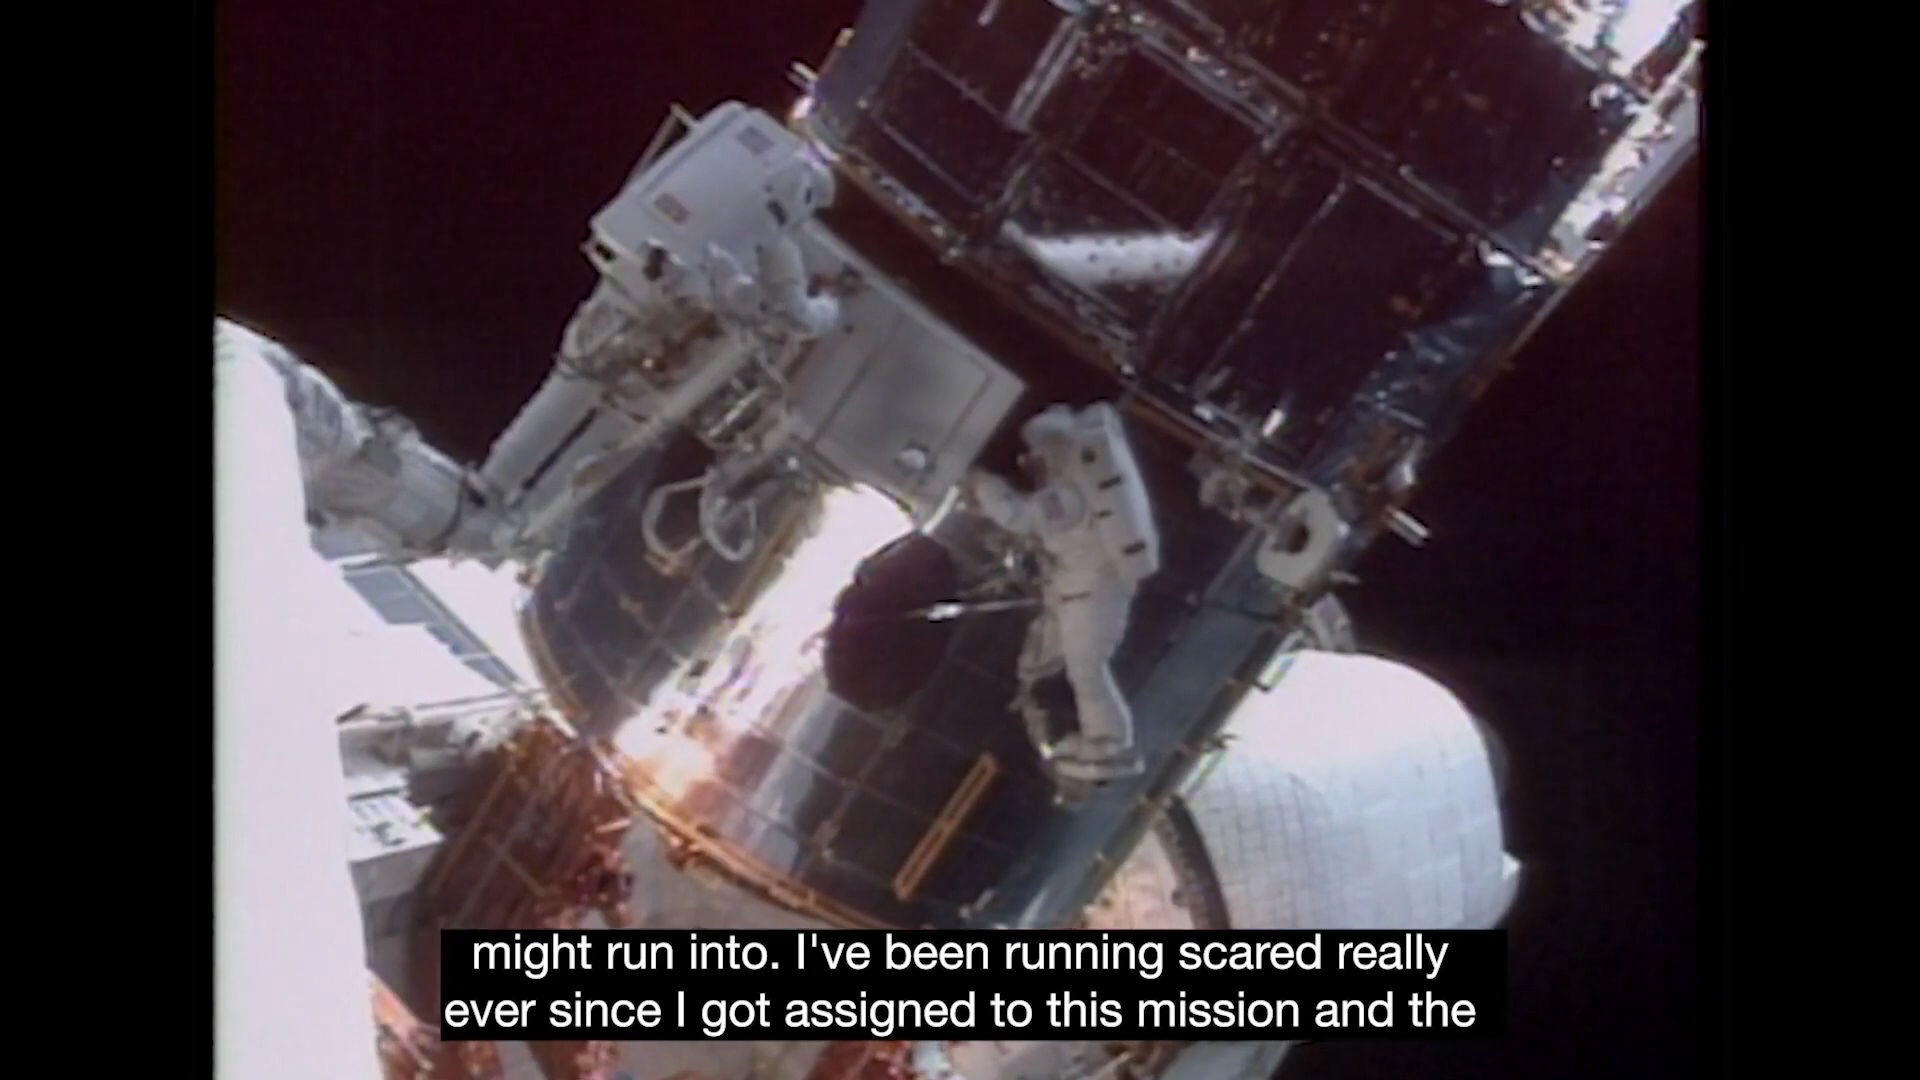 might run into. I've been running scared really
ever since I got assigned to this mission and the